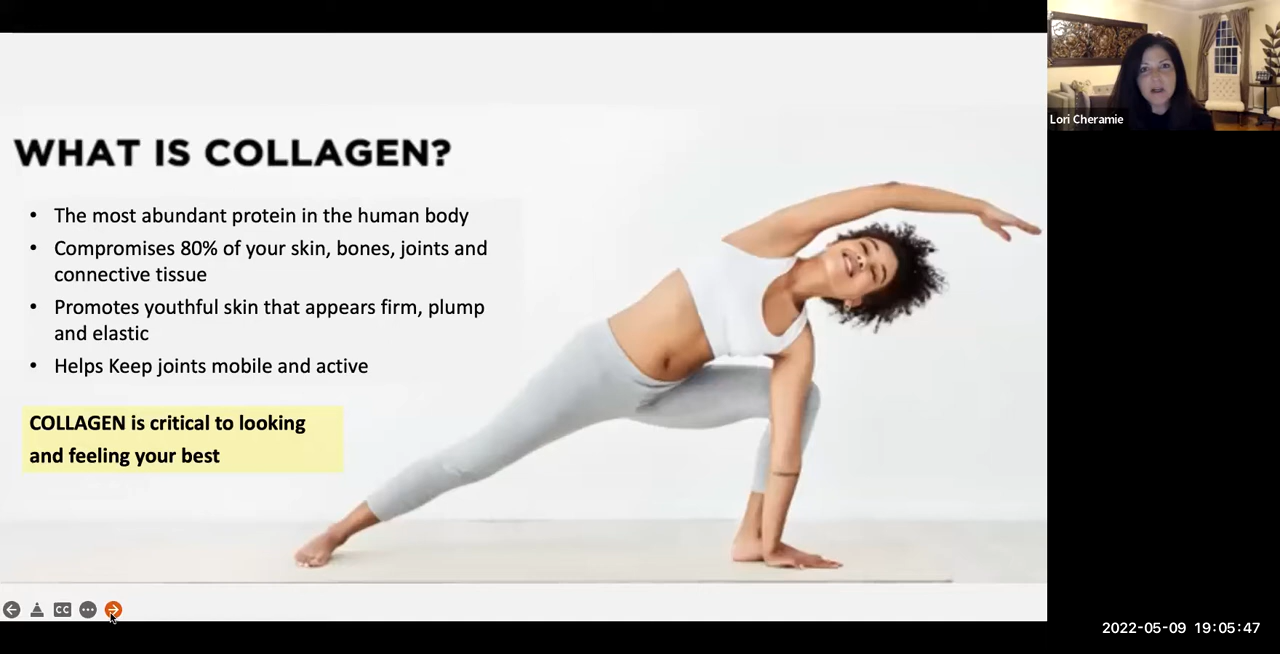 WHAT IS COLLAGEN?
• The most abundant protein in the human body
• Compromises 80% of your skin, bones, joints and
connective tissue
• Promotes youthful skin that appears firm, plump
and elastic
• Helps Keep joints mobile and active
COLLAGEN is critical to looking
and feeling your best
Lori Cheramie
CC
2022-05-09 19:05:47